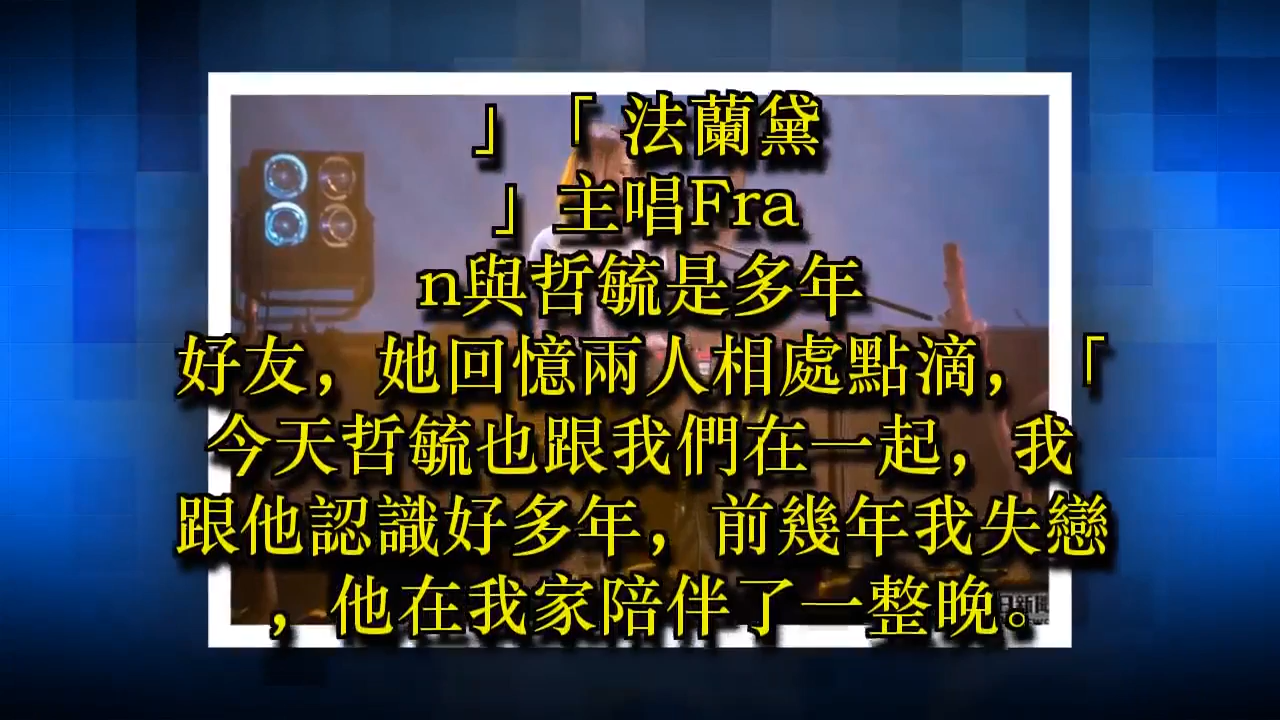 」「 法蘭黛
」主唱Fra
n與哲毓是多年
好友，她回憶兩人相處點滴，「
今天哲毓也跟我們在一起，我
跟他認識好多年，前幾年我失戀
，他在我家陪伴了一整晚。
日新聞